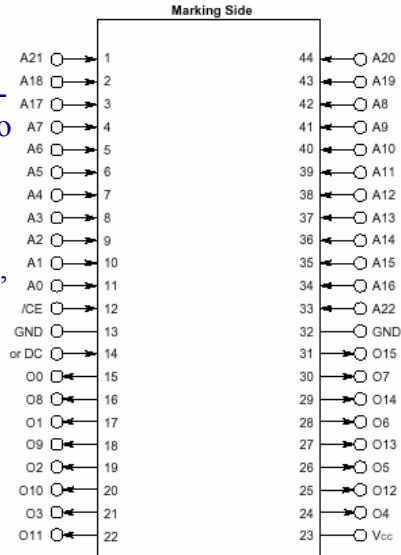 Marking Side
A21 1 44 A20
A18 2 43 A19
A17 3 42 A8
A7 4 41 A9
A6 5 40 A10
A5 6 39 A11
A4 7 38 A12
A3 8 37 A13
A2 9 36 A14
A1 10 35 A15
A0 11 34 A16
/CE 12 33 A22
GND 13 32 GND
or DC 14 31 O15
O0 15 30 O7
O8 16 29 O14
O1 17 28 O6
O9 18 27 O13
O2 19 26 O5
O10 20 25 O12
O3 21 24 O4
O11 22 23 Vcc